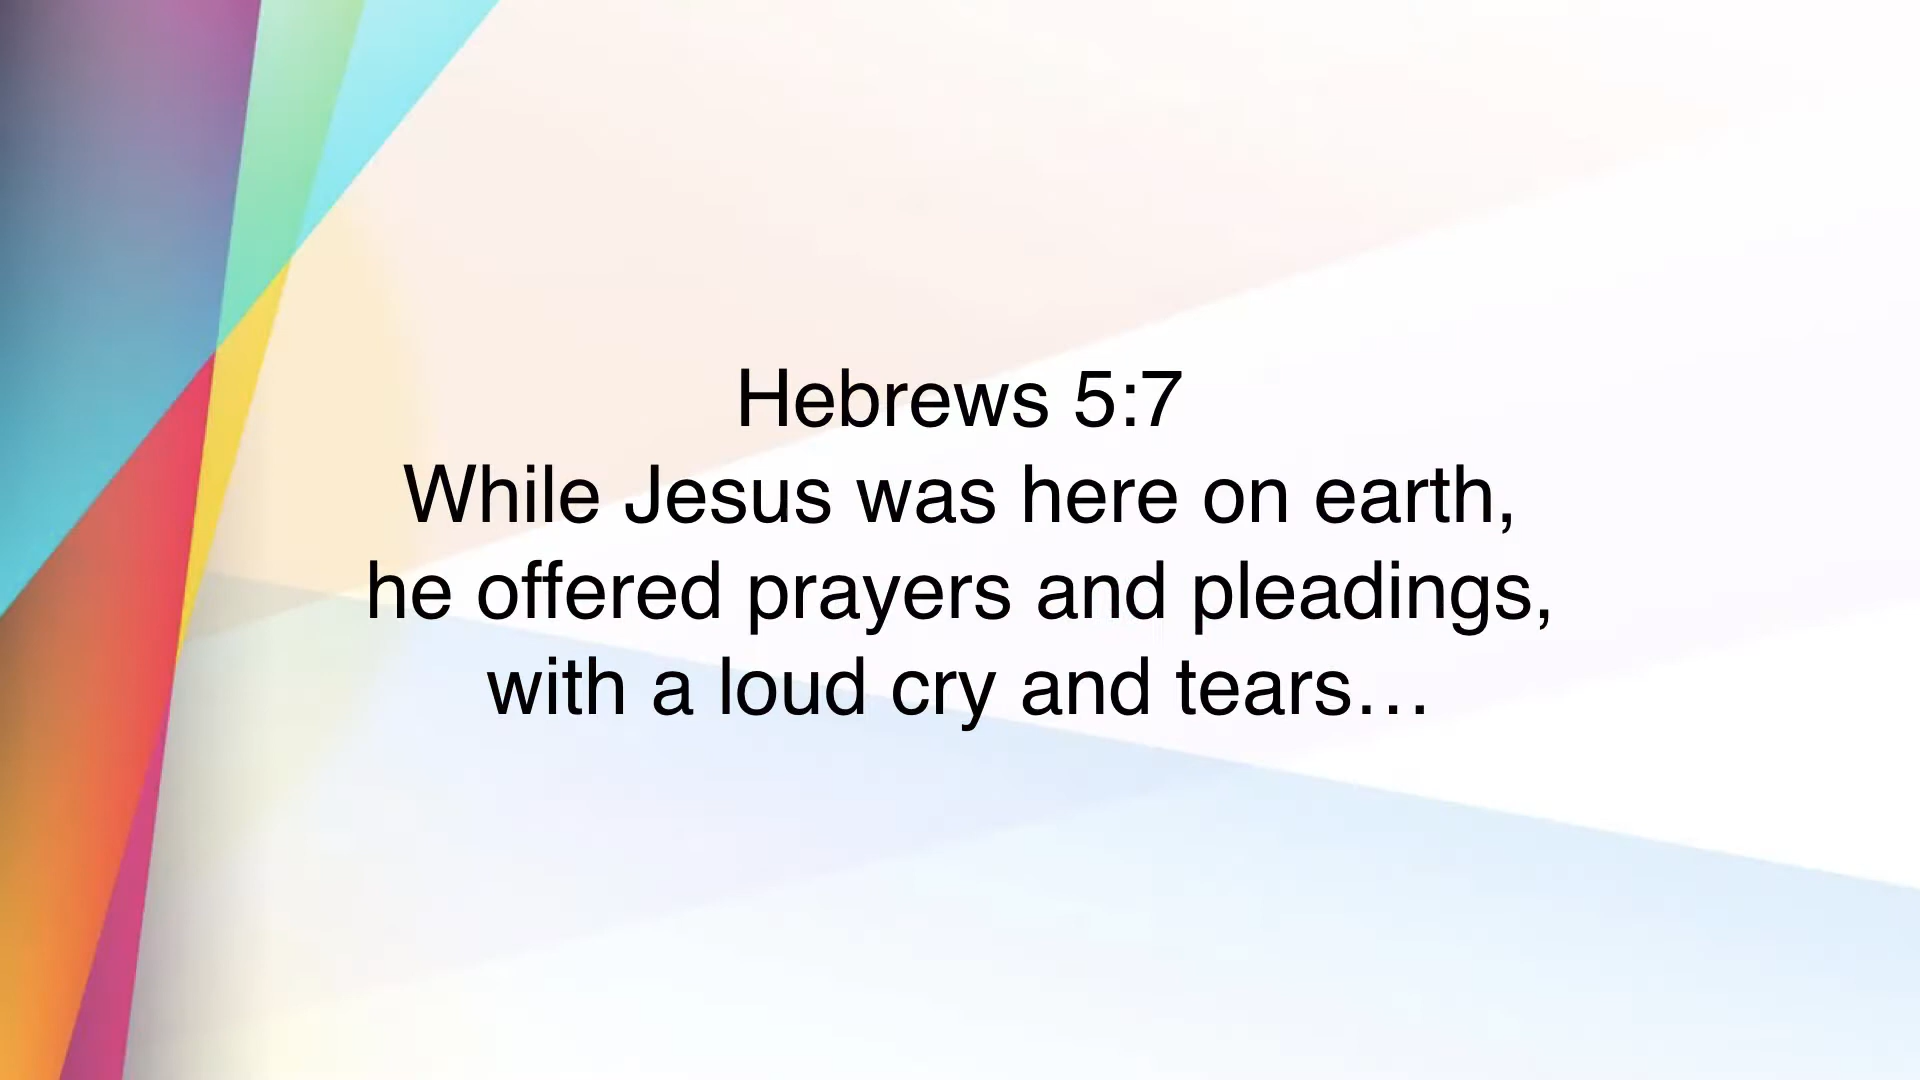 Hebrews 5:7
While Jesus was here on earth,
he offered prayers and pleadings,
with a loud cry and tears…